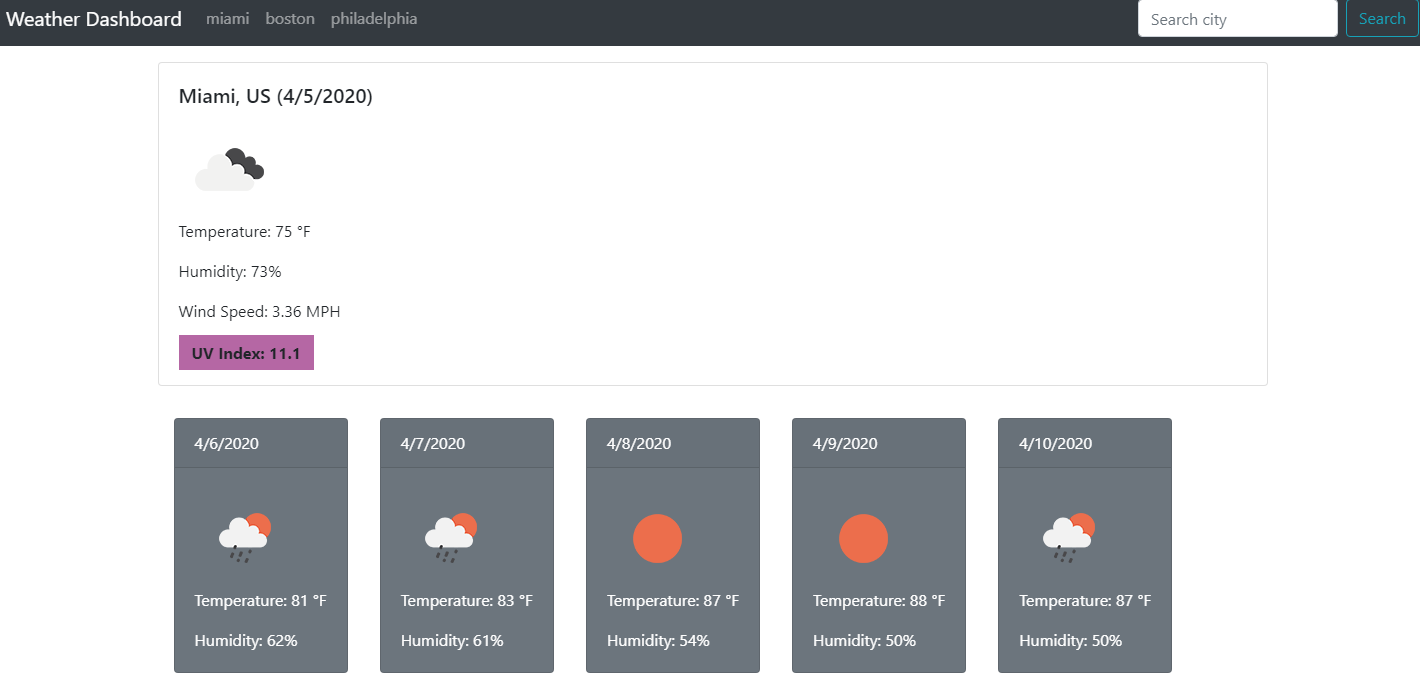 Weather Dashboard miami boston philadelphia Search city Search
Miami, US (4/5/2020)
Temperature: 75 °F
Humidity: 73%
Wind Speed: 3.36 MPH
UV Index: 11.1
4/6/2020
Temperature: 81 °F
Humidity: 62%
4/7/2020
Temperature: 83 °F
Humidity: 61%
4/8/2020
Temperature: 87 °F
Humidity: 54%
4/9/2020
Temperature: 88 °F
Humidity: 50%
4/10/2020
Temperature: 87 °F
Humidity: 50%